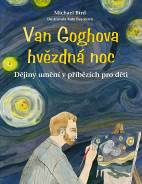 Michael Bird
Van Goghova
hvězdná noc
Dějiny umění v příbězích pro děti